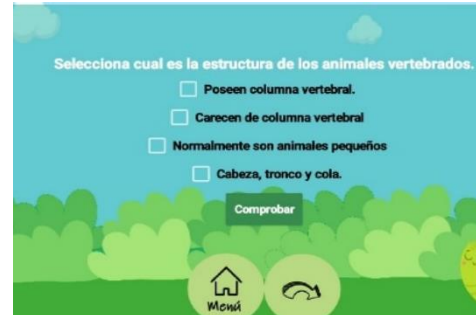 Selecciona cual es la estructura de los animales vertebrados.
Poseen columna vertebral.
Carecen de columna vertebral
Normalmente son animales pequeños
Cabeza, tronco y cola.
Comprobar
Menú